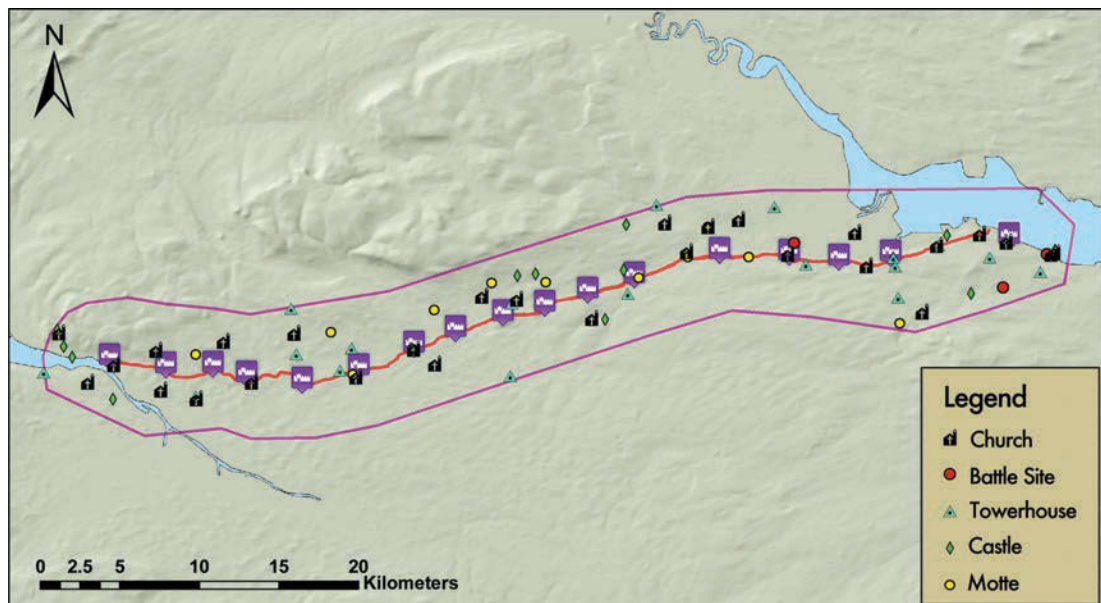 N
Legend
Church
Battle Site
Towerhouse
Castle
Motte
0 2.5 5 10 15 20
Kilometers